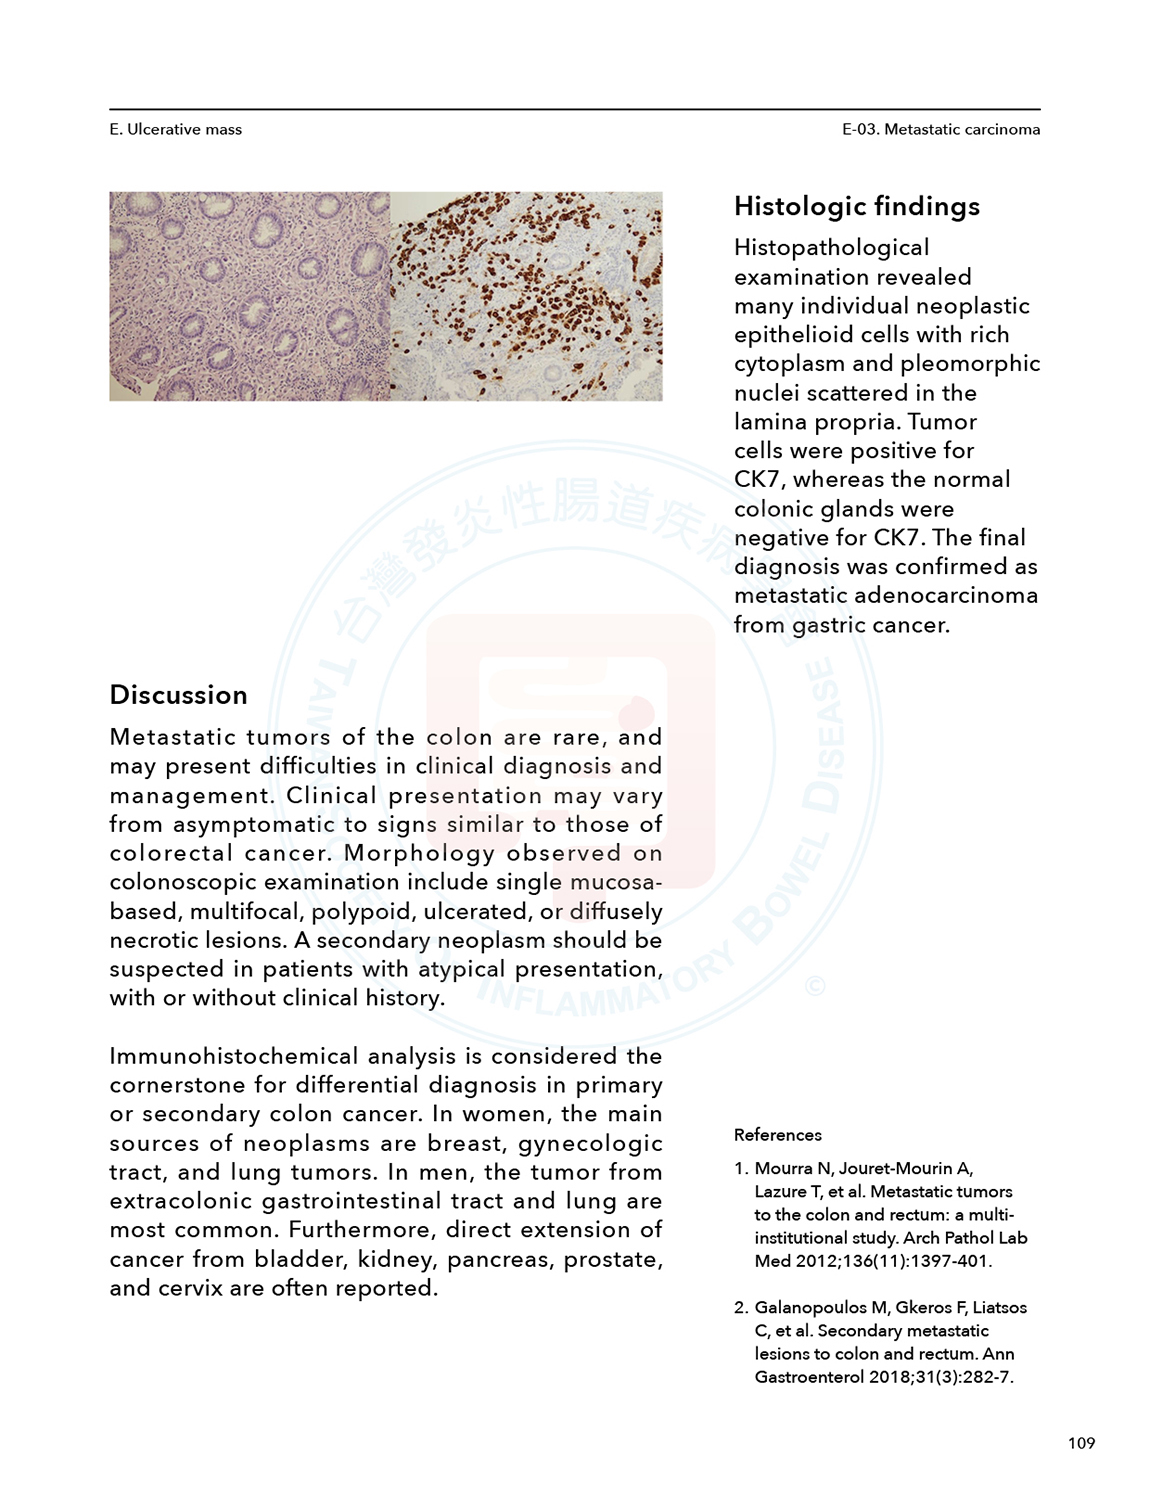 E. Ulcerative mass
E-03. Metastatic carcinoma
Histologic findings
Histopathological
examination revealed
many individual neoplastic
epithelioid cells with rich
cytoplasm and pleomorphic
nuclei scattered in the
lamina propria. Tumor
cells were positive for
CK7, whereas the normal
colonic glands were
negative for CK7. The final
diagnosis was confirmed as
metastatic adenocarcinoma
from gastric cancer.
Discussion
Metastatic tumors of the colon are rare, and
may present difficulties in clinical diagnosis and
management. Clinical presentation may vary
from asymptomatic to signs similar to those of
colorectal cancer. Morphology observed on
colonoscopic examination include single mucosa-
based, multifocal, polypoid, ulcerated, or diffusely
necrotic lesions. A secondary neoplasm should be
suspected in patients with atypical presentation,
with or without clinical history.
Immunohistochemical analysis is considered the
cornerstone for differential diagnosis in primary
or secondary colon cancer. In women, the main
sources of neoplasms are breast, gynecologic
tract, and lung tumors. In men, the tumor from
extracolonic gastrointestinal tract and lung are
most common. Furthermore, direct extension of
cancer from bladder, kidney, pancreas, prostate,
and cervix are often reported.
References
1. Mourra N, Jouret-Mourin A,
Lazure T, et al. Metastatic tumors
to the colon and rectum: a multi-
institutional study. Arch Pathol Lab
Med 2012;136(11):1397-401.
2. Galanopoulos M, Gkeros F, Liatsos
C, et al. Secondary metastatic
lesions to colon and rectum. Ann
Gastroenterol 2018;31(3):282-7.
109
台灣發炎性腸道疾病
INFLAMMATORY BOWEL DISEASE
©